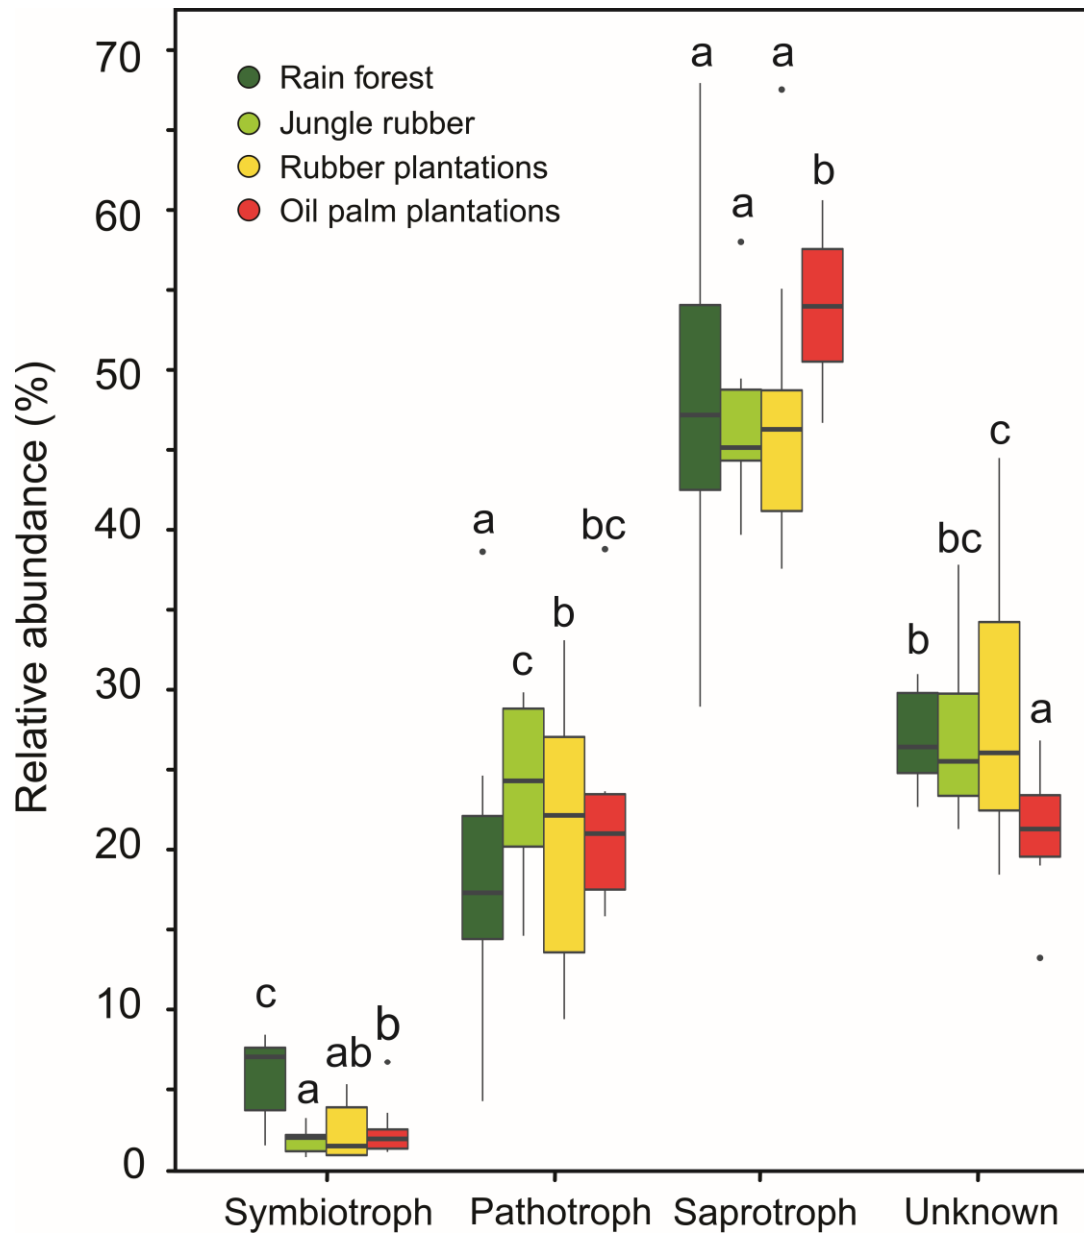 70
60
50
40
30
20
10
0
Relative abundance (%)
Rain forest
Jungle rubber
Rubber plantations
Oil palm plantations
c
a
ab
b
a
c
b
bc
a
a
a
b
b
bc
c
a
Symbiotroph Pathotroph Saprotroph Unknown